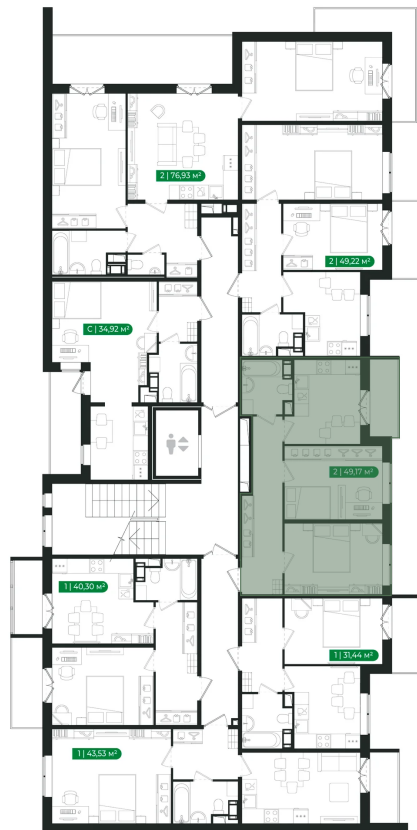 2 | 76,93 м²
2 | 49,22 м²
С | 34,92 м²
2 | 49,17 м²
1 | 40,30 м²
1 | 31,44 м²
1 | 43,53 м²